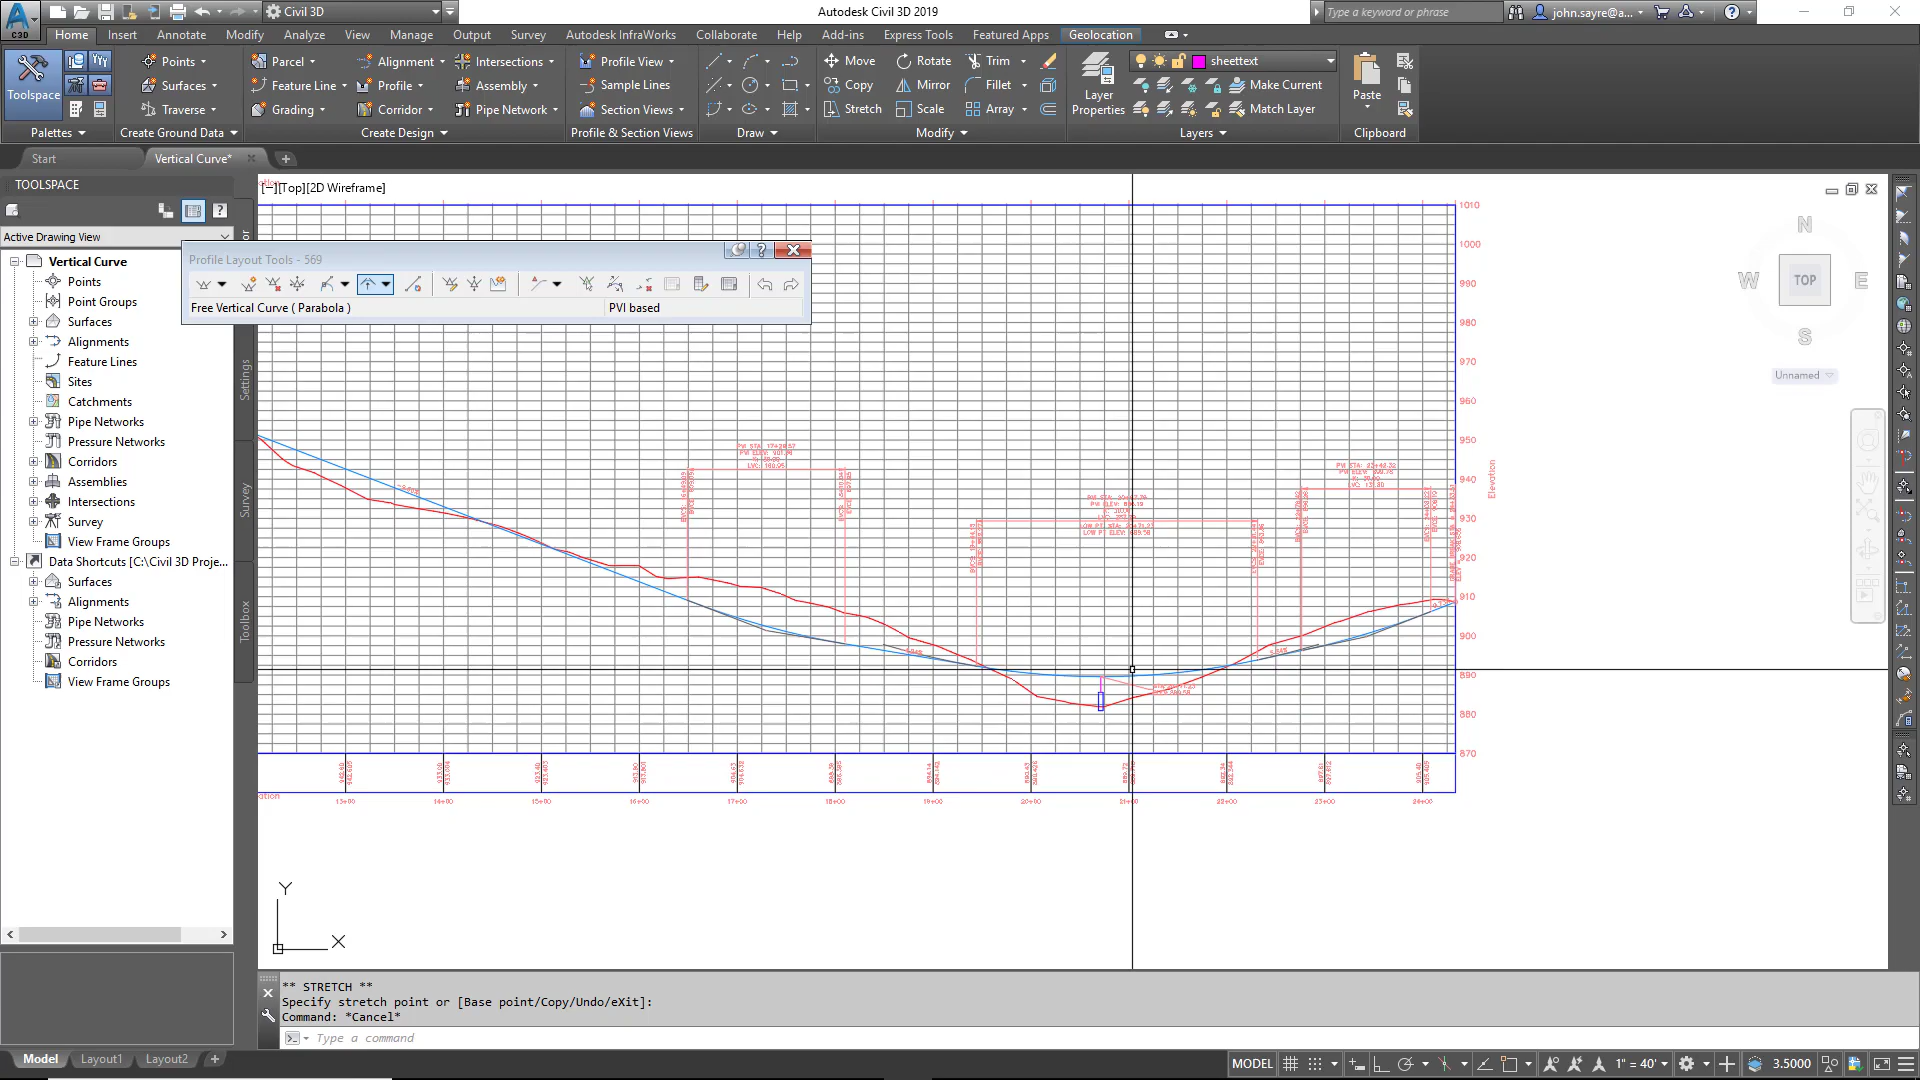 Civil 3D
Autodesk Civil 3D 2019
Type a keyword or phrase
john.sayre@a...
C3D
Home Insert Annotate Modify Analyze View Manage Output Survey Autodesk InfraWorks Collaborate Help Add-ins Express Tools Featured Apps Geolocation
Points Parcel Alignment Intersections Profile View Move Rotate Trim sheettext
Toolspace Surfaces Feature Line Profile Assembly Sample Lines Copy Mirror Fillet Layer Properties Make Current Paste
Traverse Grading Corridor Pipe Network Section Views Stretch Scale Array Match Layer
Palettes Create Ground Data Create Design Profile & Section Views Draw Modify Layers Clipboard
Start Vertical Curve*
TOOLSPACE
[−][Top][2D Wireframe]
Active Drawing View
Vertical Curve
Points
Point Groups
Surfaces
Alignments
Feature Lines
Sites
Catchments
Pipe Networks
Pressure Networks
Corridors
Assemblies
Intersections
Survey
View Frame Groups
Data Shortcuts [C:\Civil 3D Proje...
Surfaces
Alignments
Pipe Networks
Pressure Networks
Corridors
View Frame Groups
Settings
Survey
Toolbox
Profile Layout Tools - 569
Free Vertical Curve ( Parabola ) PVI based
1010
1000
990
980
970
960
950
940
930
920
910
900
890
880
870
Elevation
13+00 14+00 15+00 16+00 17+00 18+00 19+00 20+00 21+00 22+00 23+00 24+00
N
W TOP E
S
Unnamed
Y
X
** STRETCH **
Specify stretch point or [Base point/Copy/Undo/eXit]:
Command: *Cancel*
Type a command
Model Layout1 Layout2
MODEL 1" = 40' 3.5000